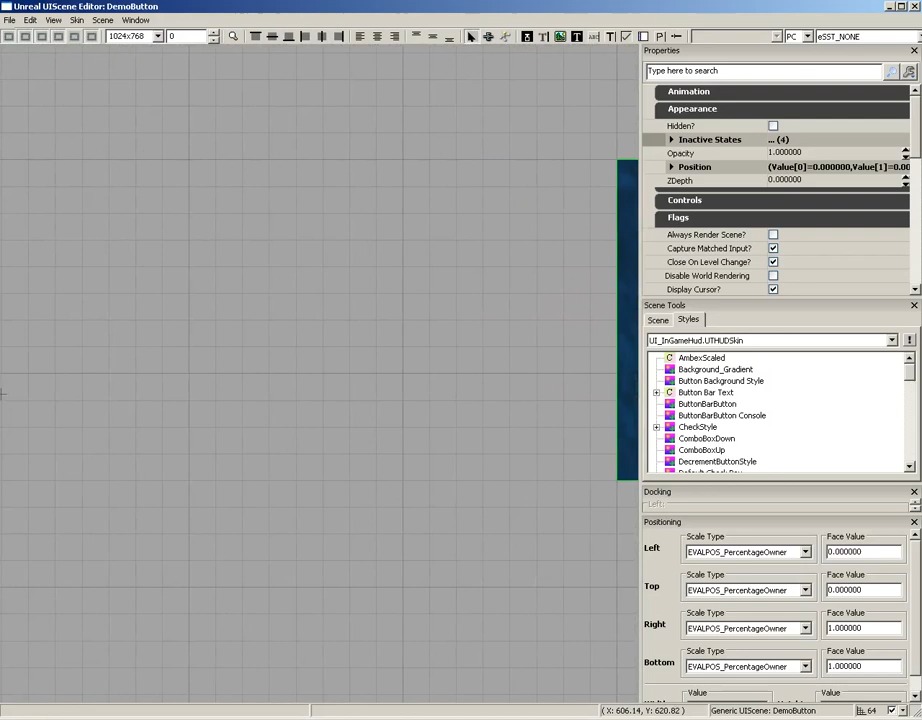 Unreal UIScene Editor: DemoButton
File Edit View Skin Scene Window
1024x768 0 PC eSST_NONE
Properties
Type here to search
Animation
Appearance
Hidden?
Inactive States ... (4)
Opacity 1.000000
Position (Value[0]=0.000000,Value[1]=0.00
ZDepth 0.000000
Controls
Flags
Always Render Scene?
Capture Matched Input?
Close On Level Change?
Disable World Rendering
Display Cursor?
Scene Tools
Scene Styles
UI_InGameHud.UTHUDSkin
AmbexScaled
Background_Gradient
Button Background Style
Button Bar Text
ButtonBarButton
ButtonBarButton Console
CheckStyle
ComboBoxDown
ComboBoxUp
DecrementButtonStyle
Default Check Box
Docking
Left:
Positioning
Scale Type Face Value
Left EVALPOS_PercentageOwner 0.000000
Scale Type Face Value
Top EVALPOS_PercentageOwner 0.000000
Scale Type Face Value
Right EVALPOS_PercentageOwner 1.000000
Scale Type Face Value
Bottom EVALPOS_PercentageOwner 1.000000
Value Value
( X: 606.14, Y: 620.82 ) Generic UIScene: DemoButton 64